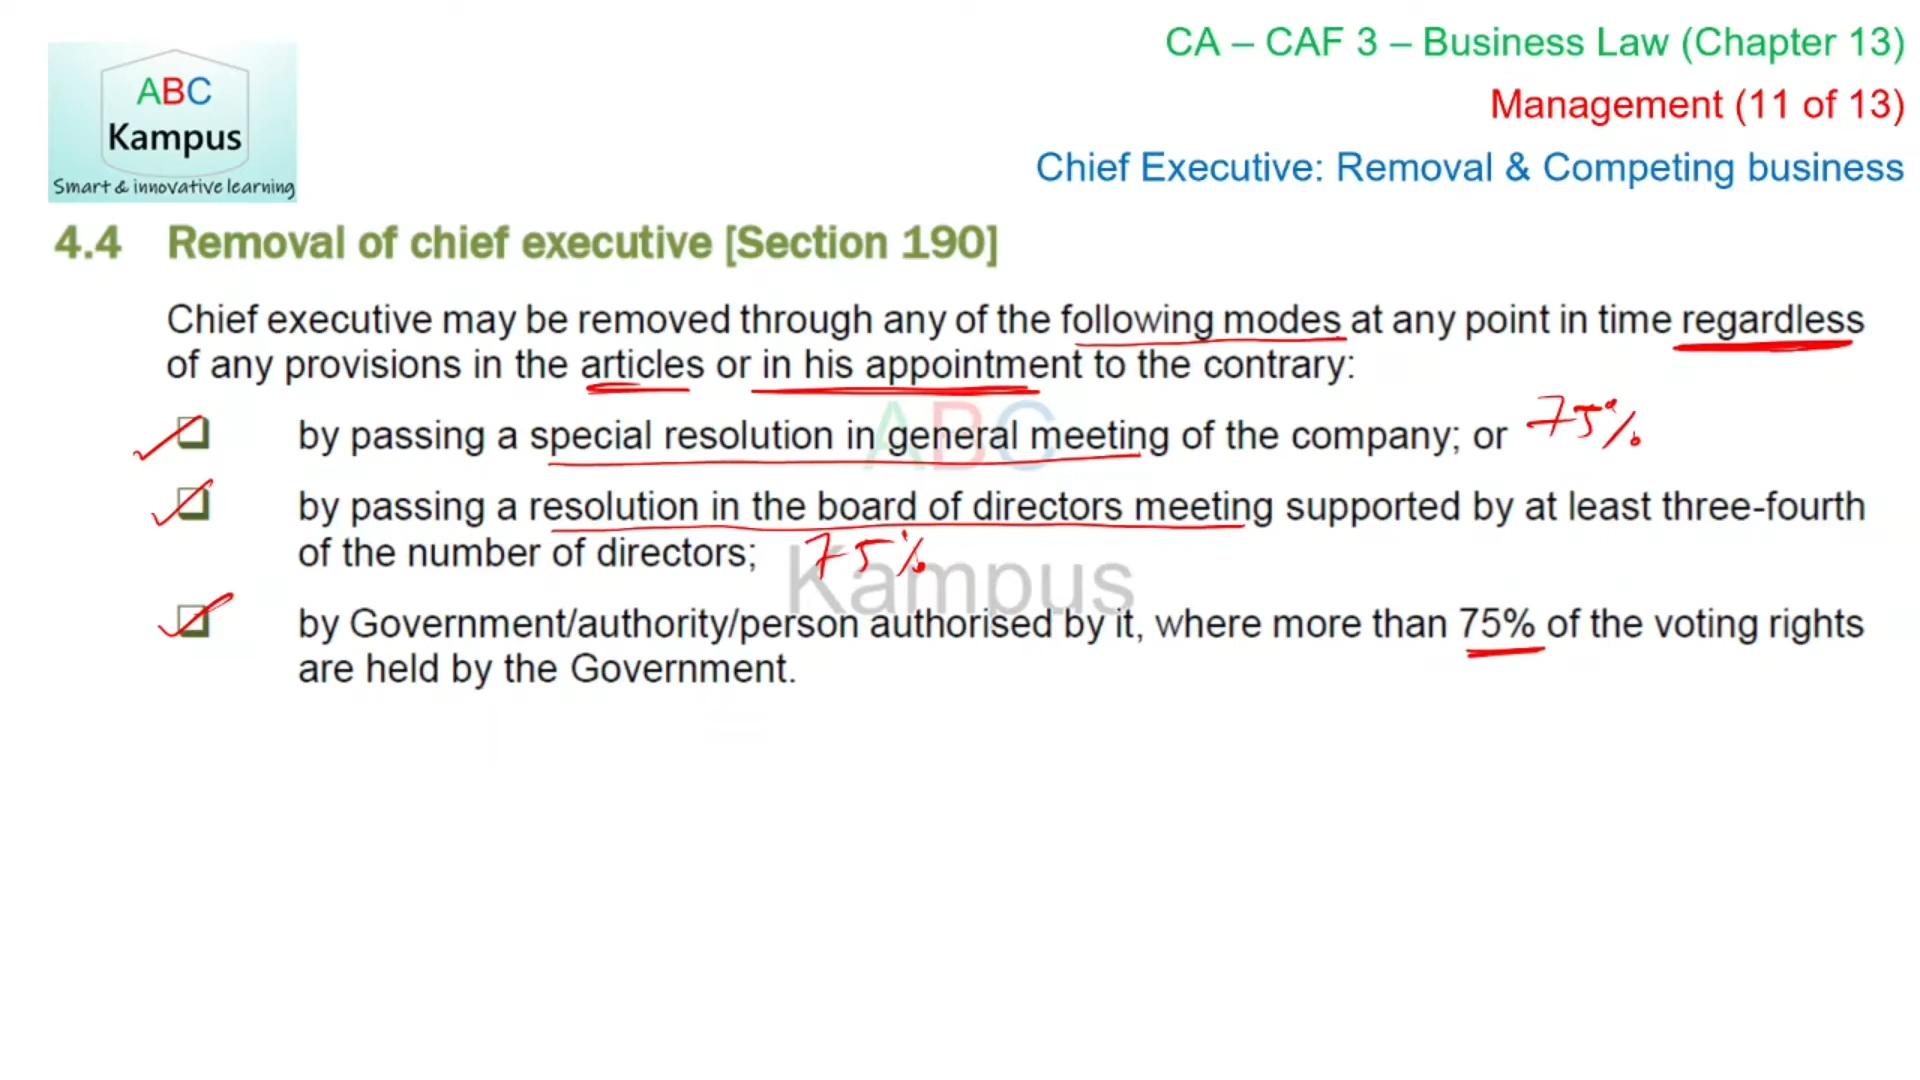 ABC
Kampus
Smart & innovative learning
CA – CAF 3 – Business Law (Chapter 13)
Management (11 of 13)
Chief Executive: Removal & Competing business
4.4 Removal of chief executive [Section 190]
Chief executive may be removed through any of the following modes at any point in time regardless
of any provisions in the articles or in his appointment to the contrary:
ABC
by passing a special resolution in general meeting of the company; or 75%
by passing a resolution in the board of directors meeting supported by at least three-fourth
of the number of directors; 75%
Kampus
by Government/authority/person authorised by it, where more than 75% of the voting rights
are held by the Government.